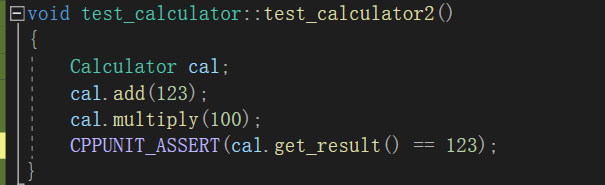 void test_calculator::test_calculator2()
{
Calculator cal;
cal.add(123);
cal.multiply(100);
CPPUNIT_ASSERT(cal.get_result() == 123);
}